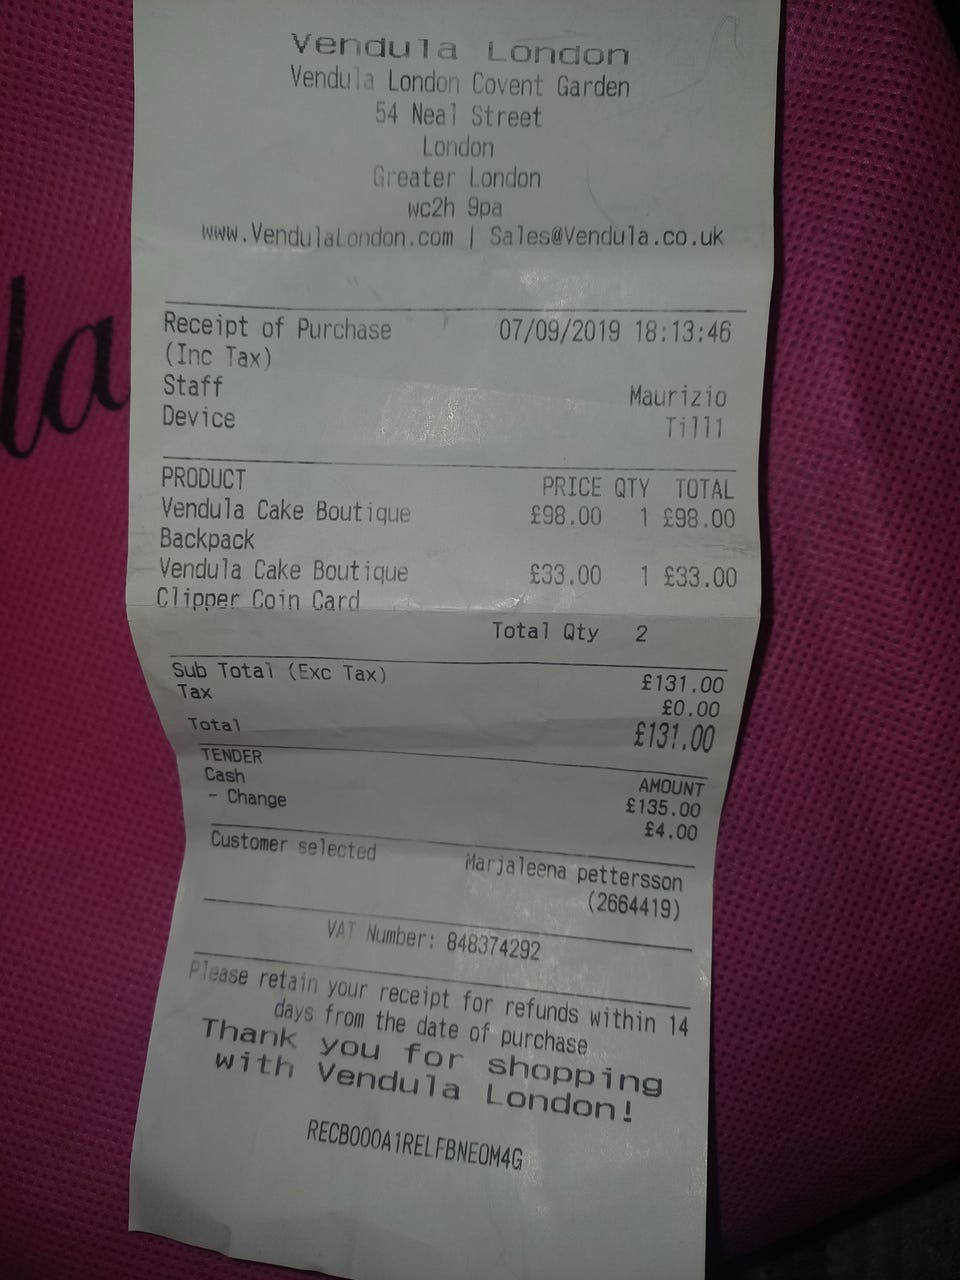 Vendula London
Vendula London Covent Garden
54 Neal Street
London
Greater London
wc2h 9pa
www.VendulaLondon.com | Sales@Vendula.co.uk
Receipt of Purchase 07/09/2019 18:13:46
(Inc Tax)
Staff Maurizio
Device Till1
PRODUCT PRICE QTY TOTAL
Vendula Cake Boutique £98.00 1 £98.00
Backpack
Vendula Cake Boutique £33.00 1 £33.00
Clipper Coin Card
Total Qty 2
Sub Total (Exc Tax) £131.00
Tax £0.00
Total £131.00
TENDER AMOUNT
Cash £135.00
- Change £4.00
Customer selected Marjaleena pettersson
(2664419)
VAT Number: 848374292
Please retain your receipt for refunds within 14
days from the date of purchase
Thank you for shopping
with Vendula London!
RECB000A1RELFBNEOM4G
la